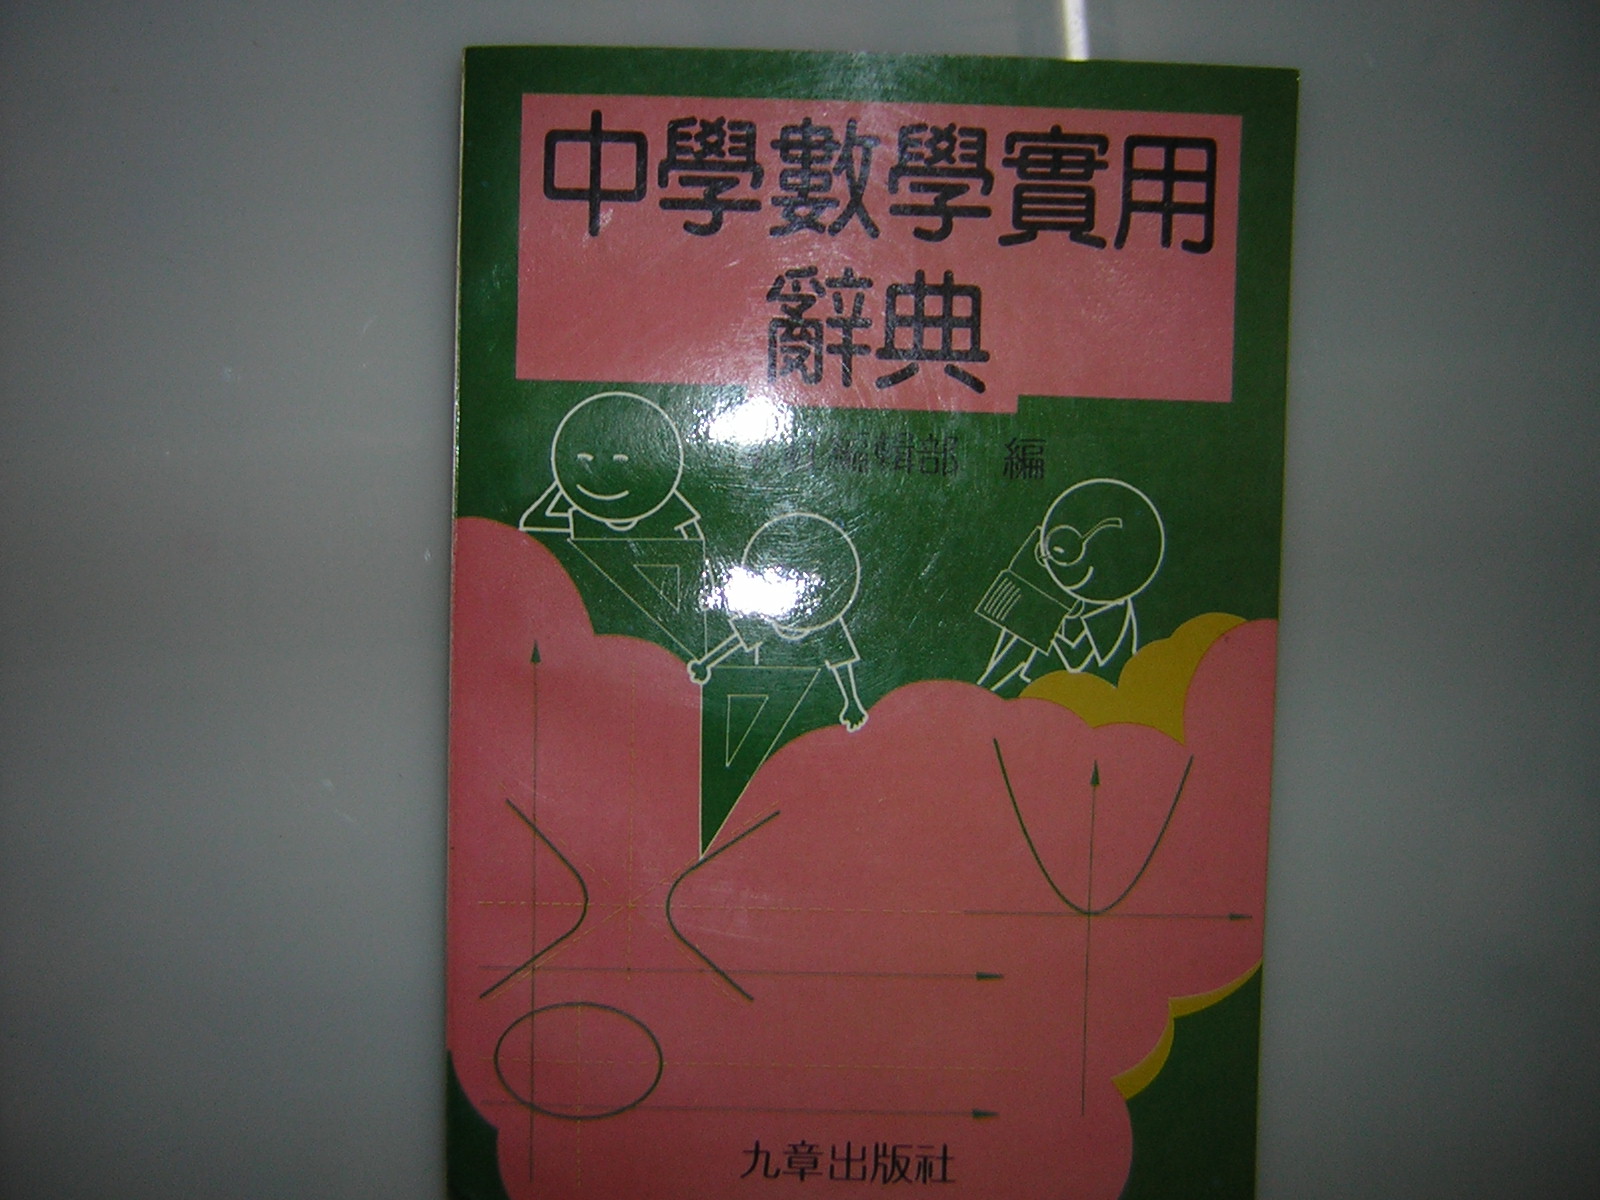 中學數學實用
辭典
編輯部 編
九章出版社